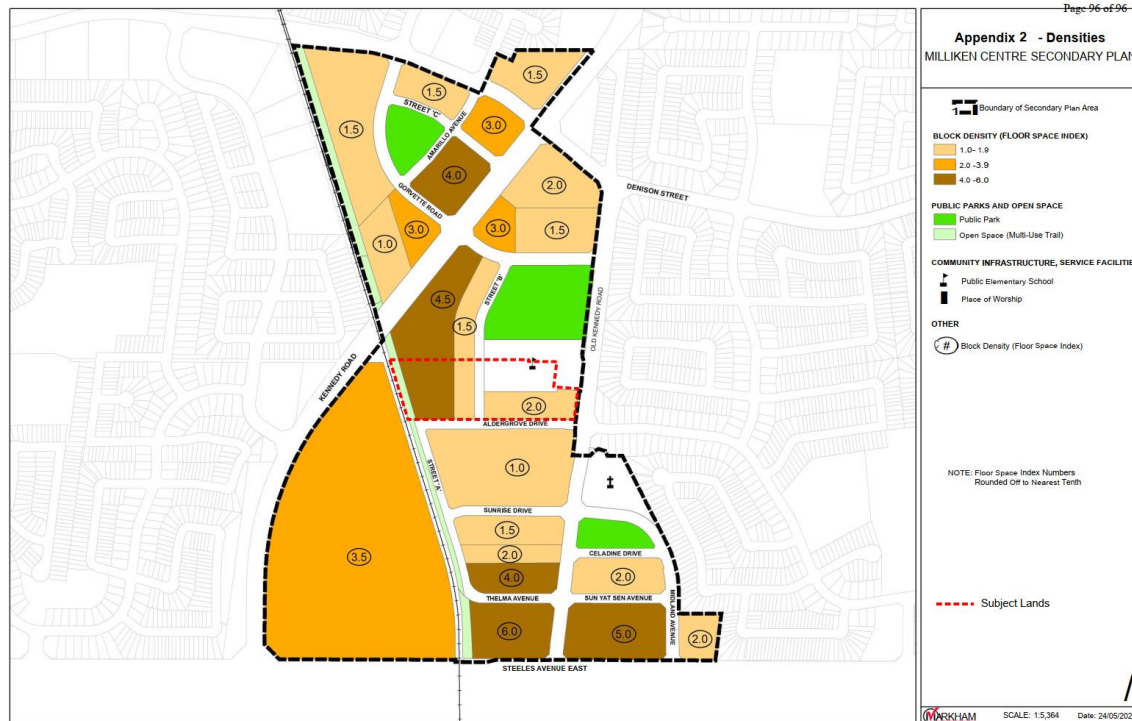 Page 96 of 96
Appendix 2 - Densities
MILLIKEN CENTRE SECONDARY PLAN
Boundary of Secondary Plan Area
BLOCK DENSITY (FLOOR SPACE INDEX)
1.0- 1.9
2.0 -3.9
4.0 -6.0
PUBLIC PARKS AND OPEN SPACE
Public Park
Open Space (Multi-Use Trail)
COMMUNITY INFRASTRUCTURE, SERVICE FACILITIE
Public Elementary School
Place of Worship
OTHER
# Block Density (Floor Space Index)
NOTE: Floor Space Index Numbers
Rounded Off to Nearest Tenth
Subject Lands
MARKHAM
SCALE: 1:5,364
Date: 24/05/202
1.5
1.5
STREET 'C'
AMARILLO AVENUE
3.0
1.5
4.0
2.0
DENISON STREET
GORVETTE ROAD
3.0
3.0
1.5
1.0
4.5
STREET 'B'
1.5
OLD KENNEDY ROAD
KENNEDY ROAD
2.0
ALDERGROVE DRIVE
STREET 'A'
1.0
SUNRISE DRIVE
1.5
2.0
CELADINE DRIVE
3.5
4.0
2.0
THELMA AVENUE
SUN YAT SEN AVENUE
MIDLAND AVENUE
6.0
5.0
2.0
STEELES AVENUE EAST